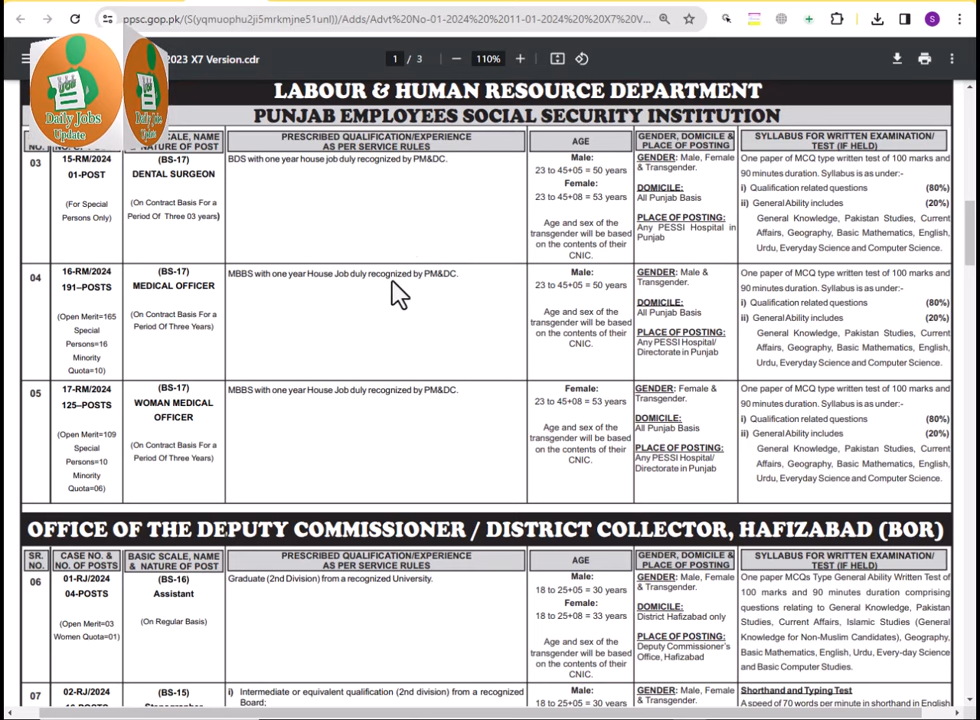 ppsc.gop.pk/(S(yqmuophu2ji5mrkmjne51unl))/Adds/Advt%20No-01-2024%20%2011-01-2024%20%20X7%20V...
S
2023 X7 Version.cdr
1 / 3
110%
Daily Jobs
Update
Daily Jobs
Update
LABOUR & HUMAN RESOURCE DEPARTMENT
PUNJAB EMPLOYEES SOCIAL SECURITY INSTITUTION
SCALE, NAME PRESCRIBED QUALIFICATION/EXPERIENCE AGE GENDER, DOMICILE & SYLLABUS FOR WRITTEN EXAMINATION/
NO. & NATURE OF POST AS PER SERVICE RULES PLACE OF POSTING TEST (IF HELD)
03
15-RM/2024
01-POST
(For Special
Persons Only)
(BS-17)
DENTAL SURGEON
(On Contract Basis For a
Period Of Three 03 years)
BDS with one year house job duly recognized by PM&DC.
Male:
23 to 45+05 = 50 years
Female:
23 to 45+08 = 53 years
Age and sex of the
transgender will be based
on the contents of their
CNIC.
GENDER: Male, Female
& Transgender.
DOMICILE:
All Punjab Basis
PLACE OF POSTING:
Any PESSI Hospital in
Punjab
One paper of MCQ type written test of 100 marks and
90 minutes duration. Syllabus is as under:-
i) Qualification related questions (80%)
ii) General Ability includes (20%)
General Knowledge, Pakistan Studies, Current
Affairs, Geography, Basic Mathematics, English,
Urdu, Everyday Science and Computer Science.
04
16-RM/2024
191-POSTS
(Open Merit=165
Special
Persons=16
Minority
Quota=10)
(BS-17)
MEDICAL OFFICER
(On Contract Basis For a
Period Of Three Years)
MBBS with one year House Job duly recognized by PM&DC.
Male:
23 to 45+05 = 50 years
Age and sex of the
transgender will be based
on the contents of their
CNIC.
GENDER: Male &
Transgender.
DOMICILE:
All Punjab Basis
PLACE OF POSTING:
Any PESSI Hospital/
Directorate in Punjab
One paper of MCQ type written test of 100 marks and
90 minutes duration. Syllabus is as under:-
i) Qualification related questions (80%)
ii) General Ability includes (20%)
General Knowledge, Pakistan Studies, Current
Affairs, Geography, Basic Mathematics, English,
Urdu, Everyday Science and Computer Science.
05
17-RM/2024
125-POSTS
(Open Merit=109
Special
Persons=10
Minority
Quota=06)
(BS-17)
WOMAN MEDICAL
OFFICER
(On Contract Basis For a
Period Of Three Years)
MBBS with one year House Job duly recognized by PM&DC.
Female:
23 to 45+08 = 53 years
Age and sex of the
transgender will be based
on the contents of their
CNIC.
GENDER: Female &
Transgender.
DOMICILE:
All Punjab Basis
PLACE OF POSTING:
Any PESSI Hospital/
Directorate in Punjab
One paper of MCQ type written test of 100 marks and
90 minutes duration. Syllabus is as under:-
i) Qualification related questions (80%)
ii) General Ability includes (20%)
General Knowledge, Pakistan Studies, Current
Affairs, Geography, Basic Mathematics, English,
Urdu, Everyday Science and Computer Science.
OFFICE OF THE DEPUTY COMMISSIONER / DISTRICT COLLECTOR, HAFIZABAD (BOR)
SR. CASE NO. & BASIC SCALE, NAME PRESCRIBED QUALIFICATION/EXPERIENCE AGE GENDER, DOMICILE & SYLLABUS FOR WRITTEN EXAMINATION/
NO. NO. OF POSTS & NATURE OF POST AS PER SERVICE RULES PLACE OF POSTING TEST (IF HELD)
06
01-RJ/2024
04-POSTS
(Open Merit=03
Women Quota=01)
(BS-16)
Assistant
(On Regular Basis)
Graduate (2nd Division) from a recognized University.
Male:
18 to 25+05 = 30 years
Female:
18 to 25+08 = 33 years
Age and sex of the
transgender will be based
on the contents of their
CNIC.
GENDER: Male, Female
& Transgender.
DOMICILE:
District Hafizabad only
PLACE OF POSTING:
Deputy Commissioner's
Office, Hafizabad
One paper MCQs Type General Ability Written Test of
100 marks and 90 minutes duration comprising
questions relating to General Knowledge, Pakistan
Studies, Current Affairs, Islamic Studies (General
Knowledge for Non-Muslim Candidates), Geography,
Basic Mathematics, English, Urdu, Every-day Science
and Basic Computer Studies.
07
02-RJ/2024
(BS-15)
i) Intermediate or equivalent qualification (2nd division) from a recognized
Board;
Male:
18 to 25+05 = 30 years
GENDER: Male, Female
& Transgender.
Shorthand and Typing Test
A speed of 70 words per minute in shorthand in English